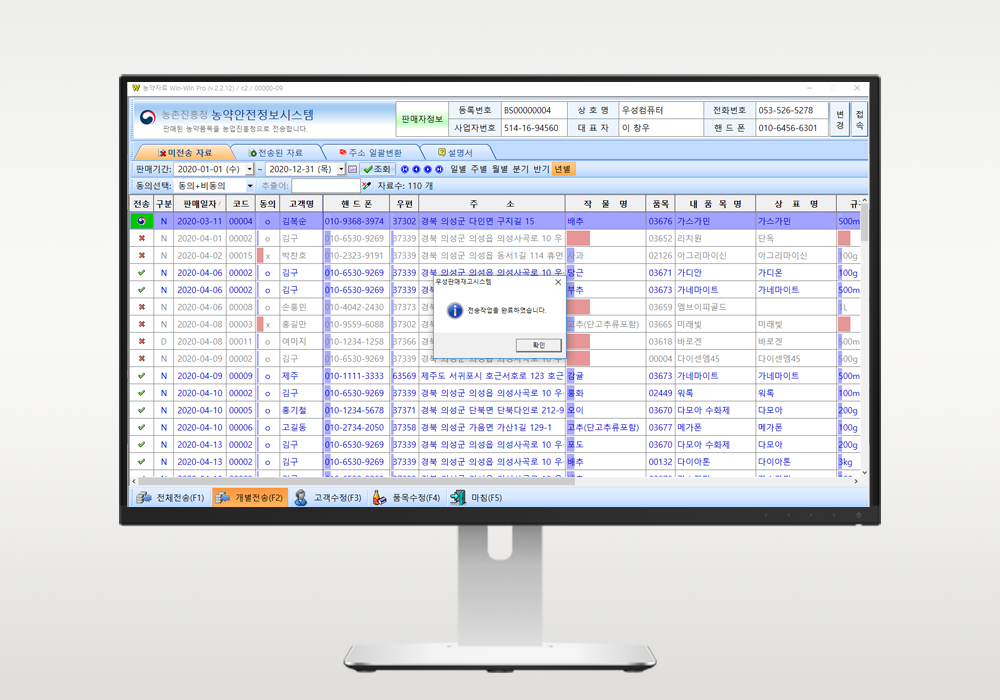 농약자료 Win-Win Pro (v.2.2.12) / c2 / 00000-09
농촌진흥청 농약안전정보시스템
판매된 농약품목을 농업진흥청으로 전송합니다.
판매자정보
등록번호 BS00000004 상 호 명 우성컴퓨터 전화번호 053-526-5278
사업자번호 514-16-94560 대 표 자 이 창우 핸 드 폰 010-6456-6301
변경
접속
미전송 자료 전송된 자료 주소 일괄변환 설명서
판매기간: 2020-01-01 (수) ~ 2020-12-31 (목) 조회 일별 주별 월별 분기 반기 년별
동의선택: 동의+비동의 추출어: 자료수: 110 개
전송 구분 판매일자 코드 동의 고객명 핸 드 폰 우편 주 소 작 물 명 품목 내 품 목 명 상 표 명 규
N 2020-03-11 00004 o 김복순 010-9368-3974 37302 경북 의성군 다인면 구지길 15 배추 03676 가스가민 가스가민 500m
N 2020-04-01 00002 o 김구 010-6530-9269 37339 경북 의성군 의성읍 의성사곡로 10 우 03652 리치원 단독
N 2020-04-02 00015 x 박찬호 010-2323-9191 37339 경북 의성군 의성읍 동서1길 114 휴먼 사과 02126 아그리마이신 아그리마이신 100g
N 2020-04-06 00002 o 김구 010-6530-9269 37339 경북 의성군 의성읍 의성사곡로 10 우 당근 03671 가디안 가디온 100g
N 2020-04-06 00002 o 김구 010-6530-9269 37339 부추 03673 가네마이트 가네마이트 500m
N 2020-04-06 00008 o 손흥민 010-4042-2430 37373 경북 03659 엠브이피골드 L
N 2020-04-08 00003 x 홍길만 010-9559-6088 37302 경북 고추(단고추류포함) 03665 미래빛 미래빛
D 2020-04-08 00011 o 여미지 010-1234-1258 37366 경북 03618 바로겐 바로겐 500m
N 2020-04-09 00002 o 김구 010-6530-9269 37339 경북 의성군 의성읍 의성사곡로 10 우 00004 다이센엠45 다이센엠45 500g
N 2020-04-09 00009 o 제주 010-1111-3333 63569 제주도 서귀포시 호근서호로 123 호근 감귤 03673 가네마이트 가네마이트 500m
N 2020-04-10 00002 o 김구 010-6530-9269 37339 경북 의성군 의성읍 의성사곡로 10 우 홍화 02449 워록 워록 100m
N 2020-04-10 00005 o 홍기철 010-1234-5678 37371 경북 의성군 단북면 단북다인로 212-9 오이 03670 다모아 수화제 다모아 200g
N 2020-04-10 00006 o 고길동 010-2734-2050 37358 경북 의성군 가음면 가산1길 129-1 고추(단고추류포함) 03677 메가폰 메가폰 100g
N 2020-04-13 00002 o 김구 010-6530-9269 37339 경북 의성군 의성읍 의성사곡로 10 우 포도 03670 다모아 수화제 다모아 200g
N 2020-04-13 00002 o 김구 010-6530-9269 37339 경북 의성군 의성읍 의성사곡로 10 우 배추 00132 다이아톤 다이아톤 3kg
우성판매재고시스템
전송작업을 완료하였습니다.
확인
전체전송(F1) 개별전송(F2) 고객수정(F3) 품목수정(F4) 마침(F5)